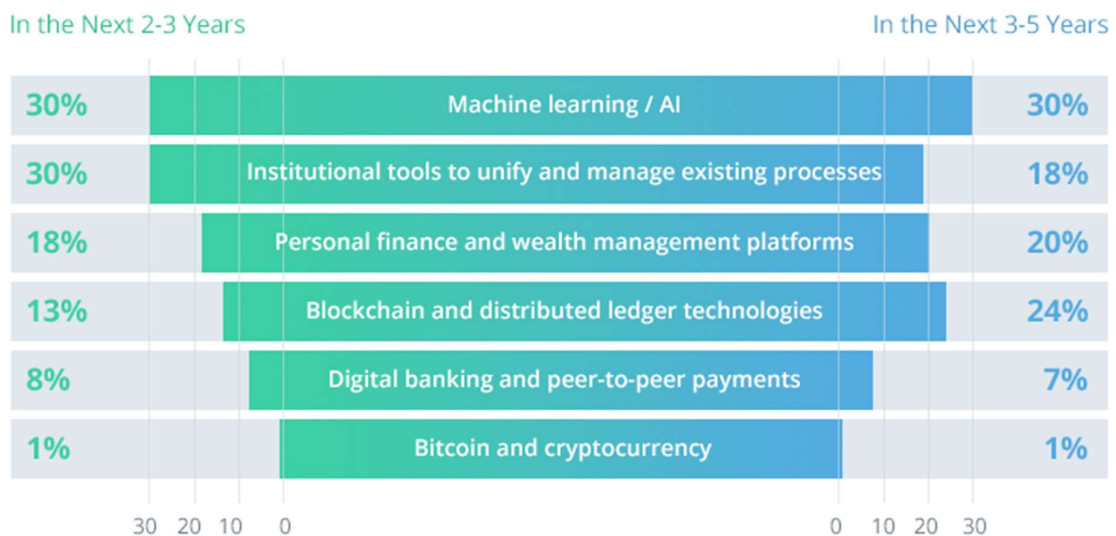 In the Next 2-3 Years In the Next 3-5 Years
30% Machine learning / AI 30%
30% Institutional tools to unify and manage existing processes 18%
18% Personal finance and wealth management platforms 20%
13% Blockchain and distributed ledger technologies 24%
8% Digital banking and peer-to-peer payments 7%
1% Bitcoin and cryptocurrency 1%
30 20 10 0 0 10 20 30